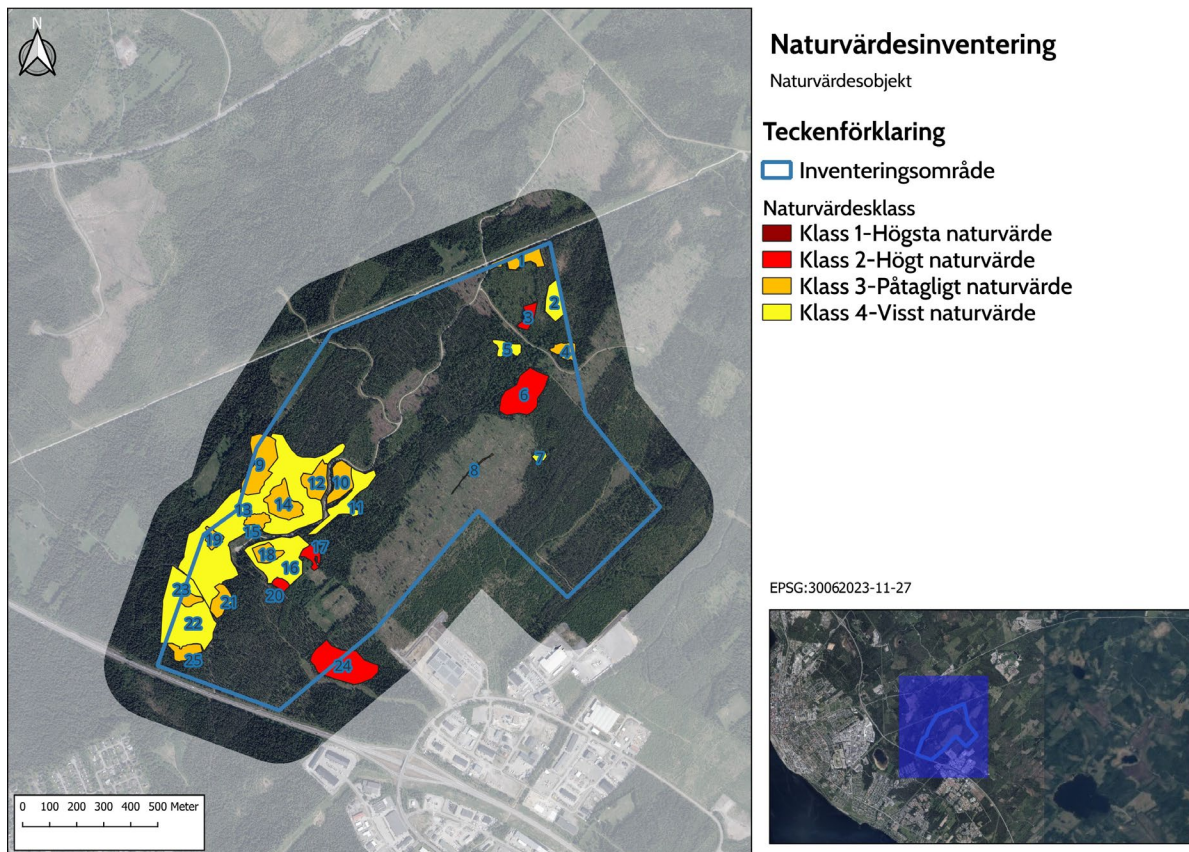 N
1
2
3
5
4
6
7
8
9
12
10
14
11
13
15
19
17
18
16
20
23
21
22
25
24
0 100 200 300 400 500 Meter
Naturvärdesinventering
Naturvärdesobjekt
Teckenförklaring
Inventeringsområde
Naturvärdesklass
Klass 1-Högsta naturvärde
Klass 2-Högt naturvärde
Klass 3-Påtagligt naturvärde
Klass 4-Visst naturvärde
EPSG:30062023-11-27